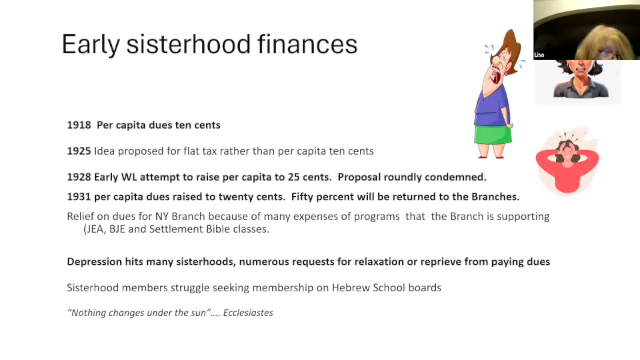 Early sisterhood finances
Lise
1918 Per capita dues ten cents
1925 Idea proposed for flat tax rather than per capita ten cents
1928 Early WL attempt to raise per capita to 25 cents. Proposal roundly condemned.
1931 per capita dues raised to twenty cents. Fifty percent will be returned to the Branches.
Relief on dues for NY Branch because of many expenses of programs that the Branch is supporting
(JEA, BJE and Settlement Bible classes.
Depression hits many sisterhoods, numerous requests for relaxation or reprieve from paying dues
Sisterhood members struggle seeking membership on Hebrew School boards
“Nothing changes under the sun”.... Ecclesiastes